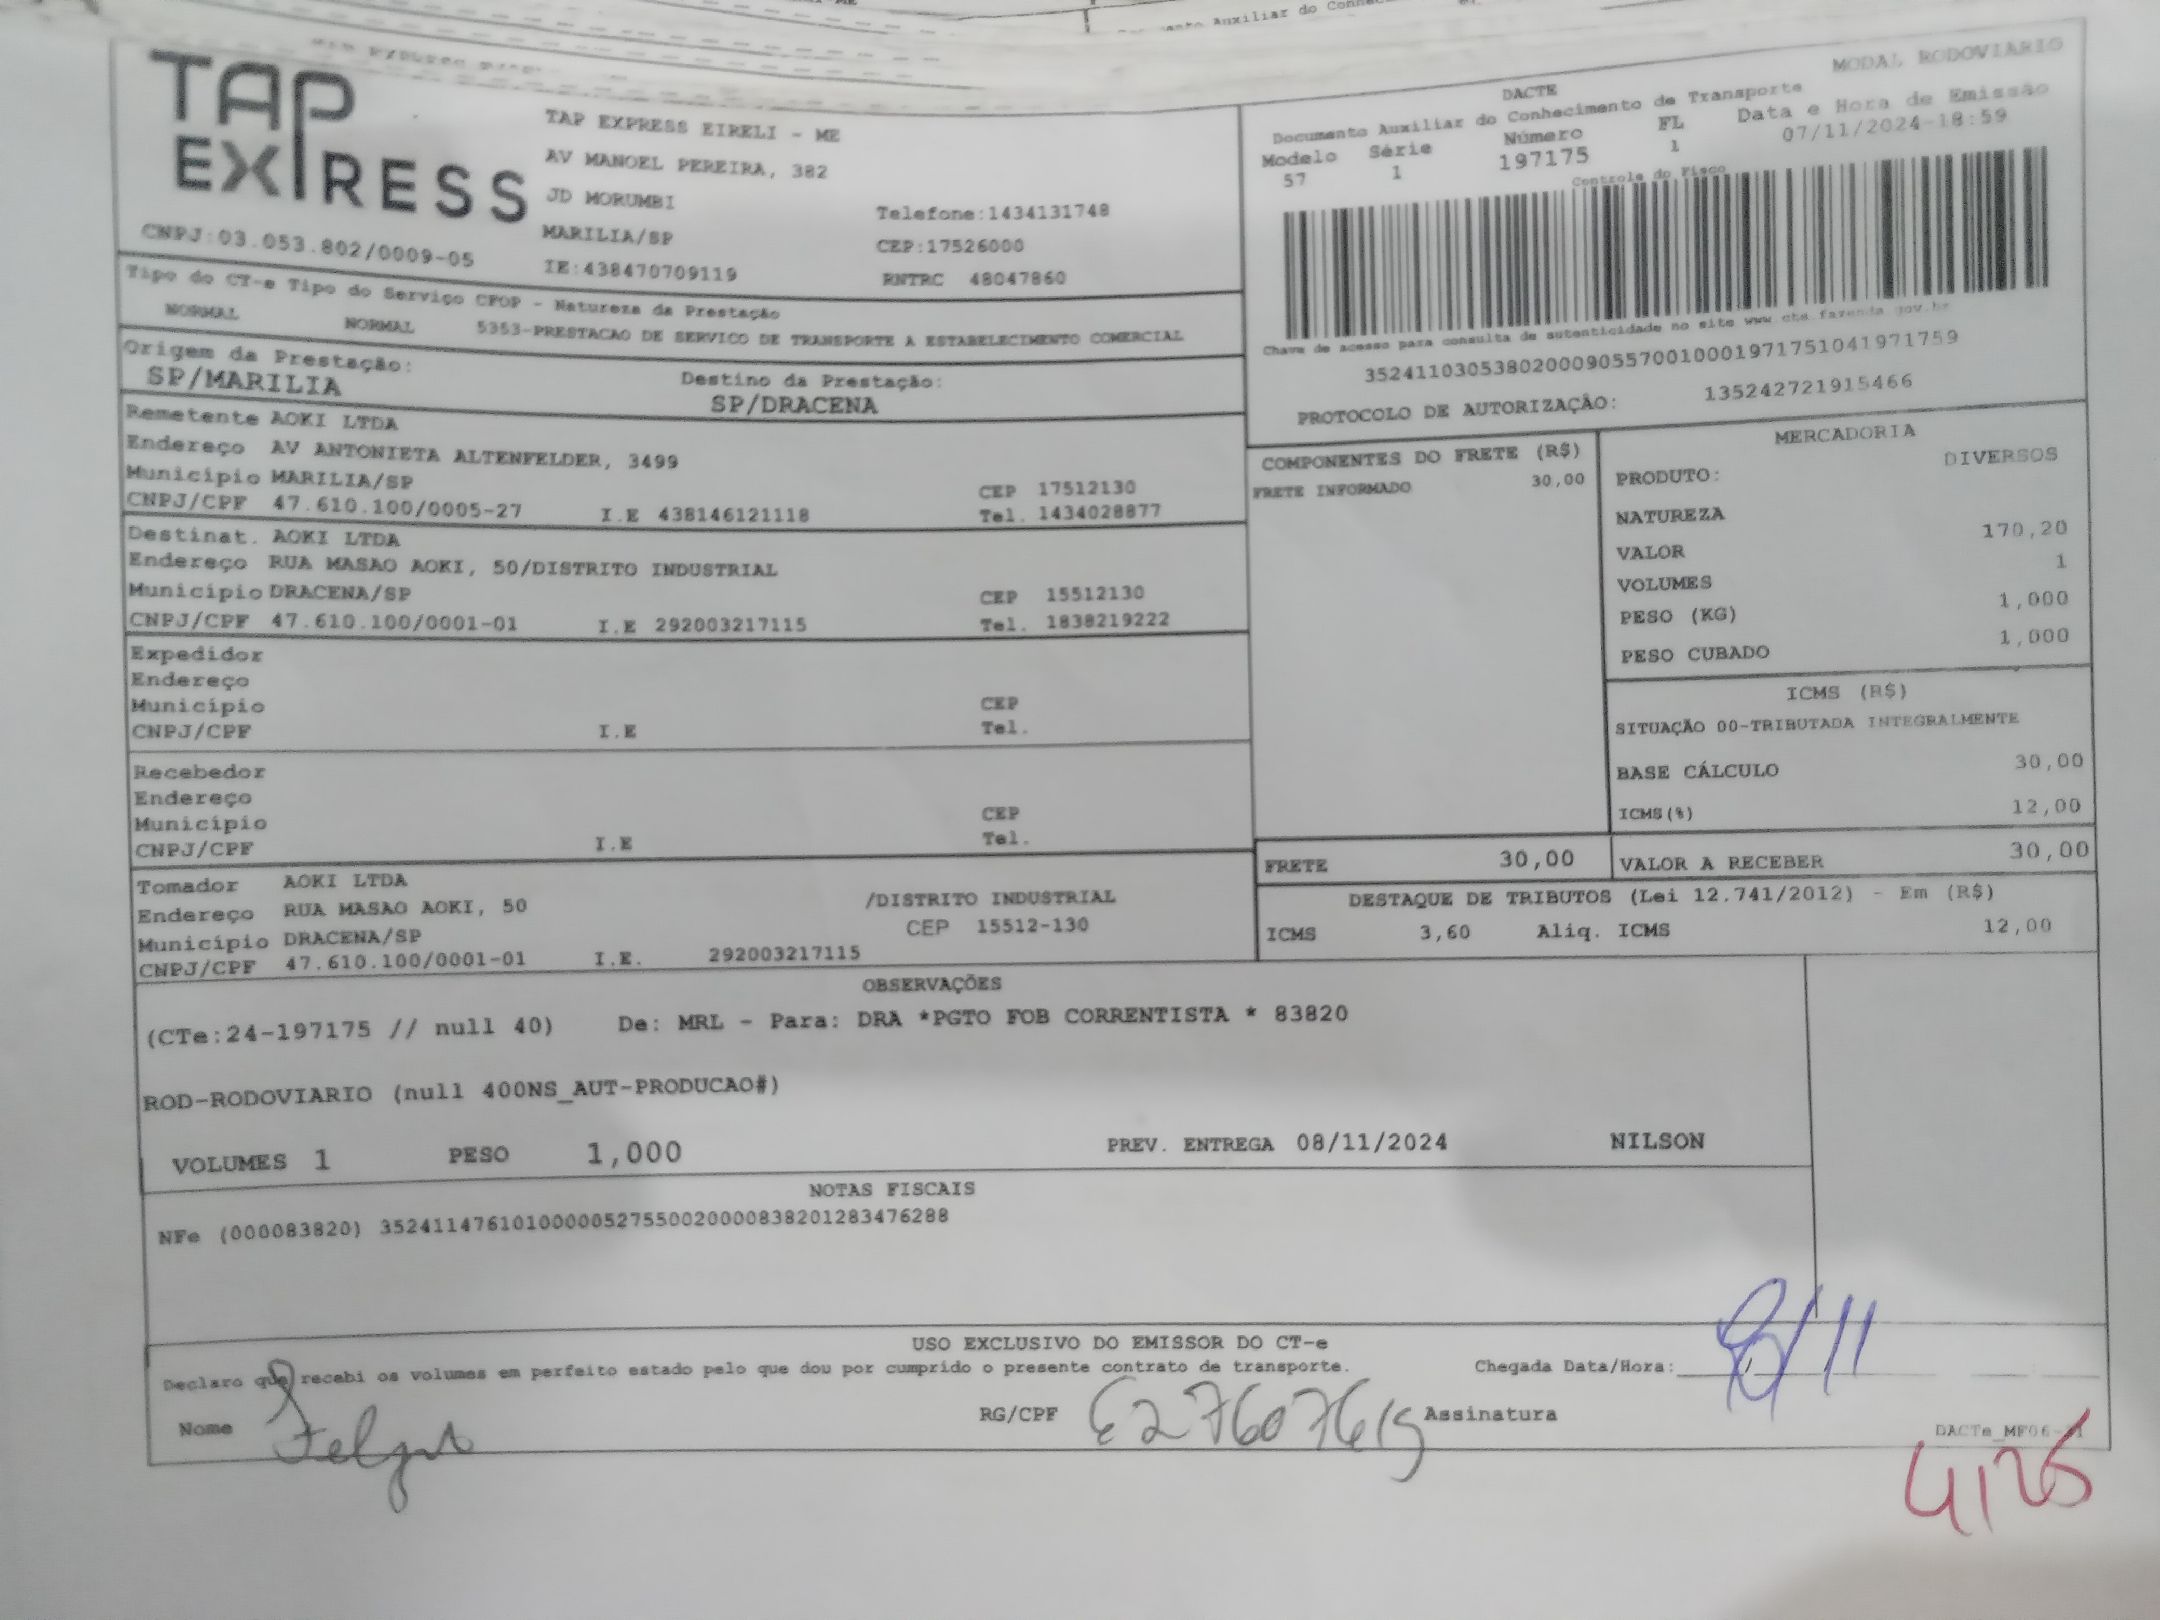 TAP
EXPRESS
CNPJ:03.053.802/0009-05
TAP EXPRESS EIRELI - ME
AV MANOEL PEREIRA, 382
JD MORUMBI
MARILIA/SP
IE:438470709119
Telefone:1434131748
CEP:17526000
RNTRC 48047860
MODAL RODOVIARIO
DACTE
Documento Auxiliar do Conhecimento de Transporte
Modelo Série Número FL Data e Hora de Emissão
57 1 197175 1 07/11/2024-18:59
Controle do Fisco
Chave de acesso para consulta de autenticidade no site www.cte.fazenda.gov.br
35241103053802000905570010001971751041971759
PROTOCOLO DE AUTORIZAÇÃO: 135242721915466
Tipo do CT-e Tipo do Serviço CFOP - Natureza da Prestação
NORMAL NORMAL 5353-PRESTACAO DE SERVICO DE TRANSPORTE A ESTABELECIMENTO COMERCIAL
Origem da Prestação: Destino da Prestação:
SP/MARILIA SP/DRACENA
Remetente AOKI LTDA
Endereço AV ANTONIETA ALTENFELDER, 3499
Município MARILIA/SP CEP 17512130
CNPJ/CPF 47.610.100/0005-27 I.E 438146121118 Tel. 1434028877
Destinat. AOKI LTDA
Endereço RUA MASAO AOKI, 50/DISTRITO INDUSTRIAL
Município DRACENA/SP CEP 15512130
CNPJ/CPF 47.610.100/0001-01 I.E 292003217115 Tel. 1838219222
Expedidor
Endereço
Município CEP
CNPJ/CPF I.E Tel.
Recebedor
Endereço
Município CEP
CNPJ/CPF I.E Tel.
Tomador AOKI LTDA
Endereço RUA MASAO AOKI, 50 /DISTRITO INDUSTRIAL
Município DRACENA/SP CEP 15512-130
CNPJ/CPF 47.610.100/0001-01 I.E. 292003217115
COMPONENTES DO FRETE (R$)
FRETE INFORMADO 30,00
MERCADORIA
PRODUTO: DIVERSOS
NATUREZA
VALOR 170,20
VOLUMES 1
PESO (KG) 1,000
PESO CUBADO 1,000
ICMS (R$)
SITUAÇÃO 00-TRIBUTADA INTEGRALMENTE
BASE CÁLCULO 30,00
ICMS(%) 12,00
FRETE 30,00 VALOR A RECEBER 30,00
DESTAQUE DE TRIBUTOS (Lei 12.741/2012) - Em (R$)
ICMS 3,60 Aliq. ICMS 12,00
OBSERVAÇÕES
(CTe:24-197175 // null 40) De: MRL - Para: DRA *PGTO FOB CORRENTISTA * 83820
ROD-RODOVIARIO (null 400NS_AUT-PRODUCAO#)
VOLUMES 1 PESO 1,000 PREV. ENTREGA 08/11/2024 NILSON
NOTAS FISCAIS
NFe (000083820) 35241147610100000527550020000838201283476288
USO EXCLUSIVO DO EMISSOR DO CT-e
Declaro que recebi os volumes em perfeito estado pelo que dou por cumprido o presente contrato de transporte. Chegada Data/Hora: 8/11
Nome RG/CPF Assinatura
4125